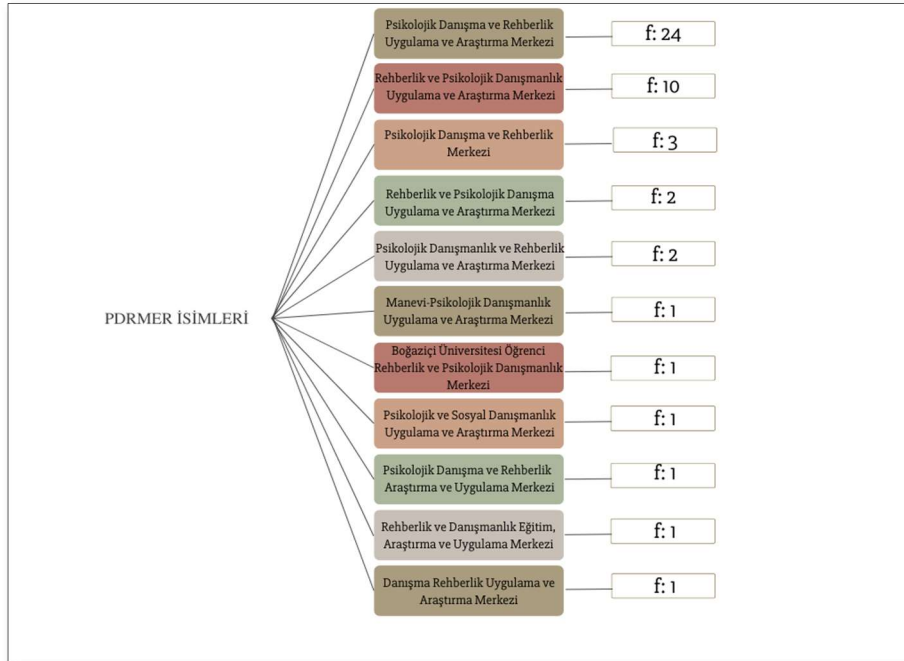 Psikolojik Danışma ve Rehberlik
Uygulama ve Araştırma Merkezi
f: 24
Rehberlik ve Psikolojik Danışmanlık
Uygulama ve Araştırma Merkezi
f: 10
Psikolojik Danışma ve Rehberlik
Merkezi
f: 3
Rehberlik ve Psikolojik Danışma
Uygulama ve Araştırma Merkezi
f: 2
Psikolojik Danışmanlık ve Rehberlik
Uygulama ve Araştırma Merkezi
f: 2
PDRMER İSİMLERİ
Manevi-Psikolojik Danışmanlık
Uygulama ve Araştırma Merkezi
f: 1
Boğaziçi Üniversitesi Öğrenci
Rehberlik ve Psikolojik Danışmanlık
Merkezi
f: 1
Psikolojik ve Sosyal Danışmanlık
Uygulama ve Araştırma Merkezi
f: 1
Psikolojik Danışma ve Rehberlik
Araştırma ve Uygulama Merkezi
f: 1
Rehberlik ve Danışmanlık Eğitim,
Araştırma ve Uygulama Merkezi
f: 1
Danışma Rehberlik Uygulama ve
Araştırma Merkezi
f: 1